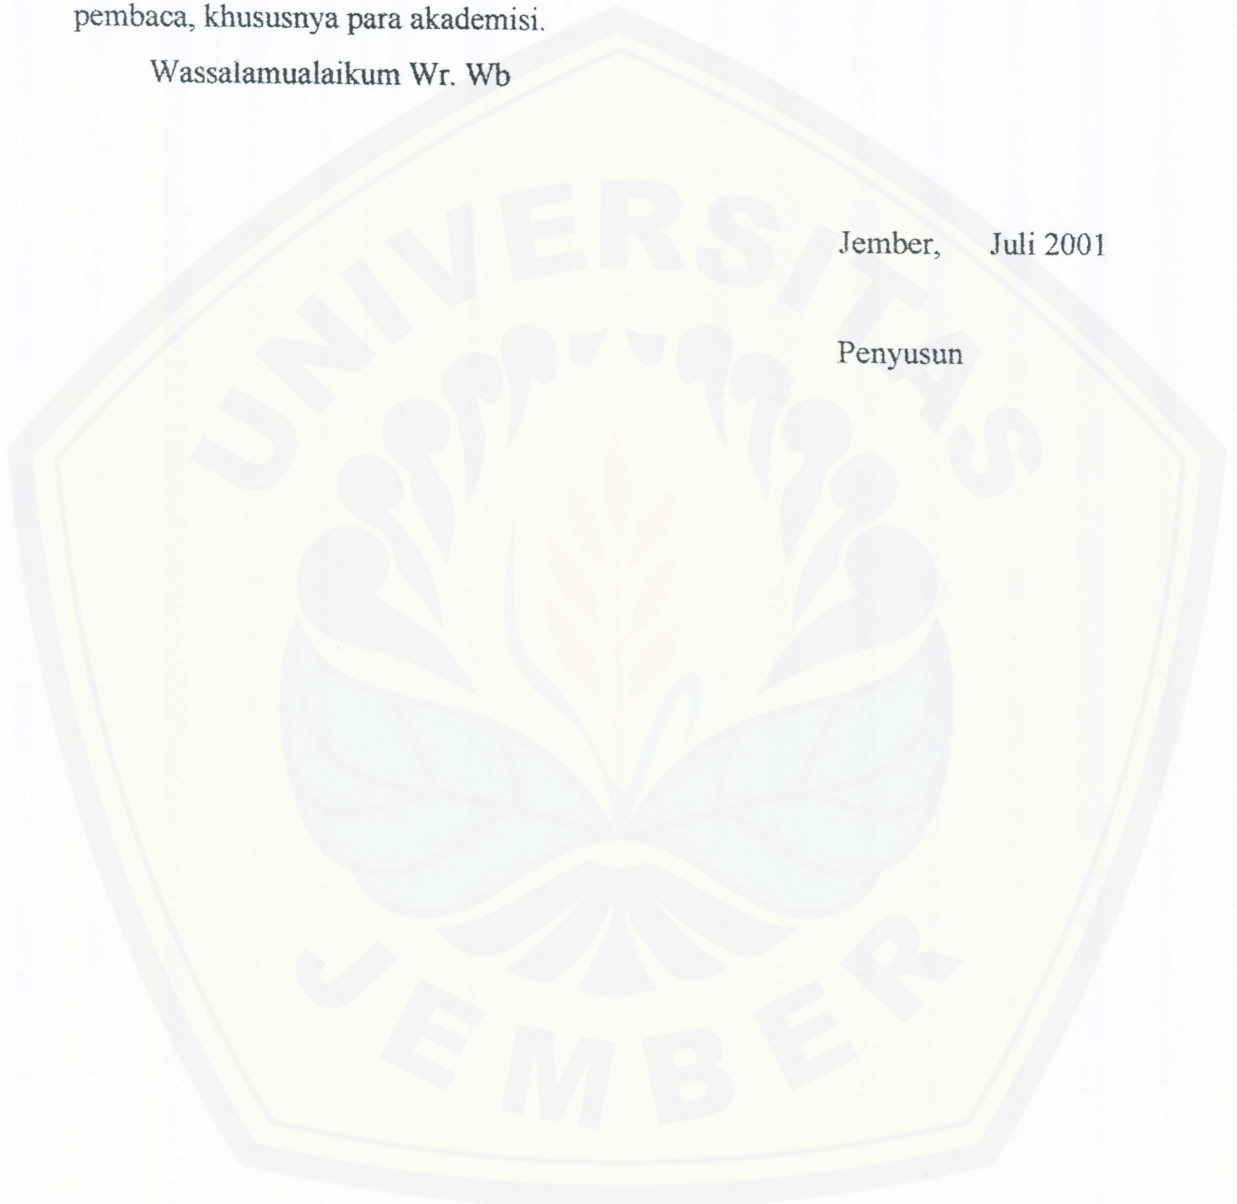 pembaca, khususnya para akademisi.
Wassalamualaikum Wr. Wb
Jember, Juli 2001
Penyusun
UNIVERSITAS
JEMBER